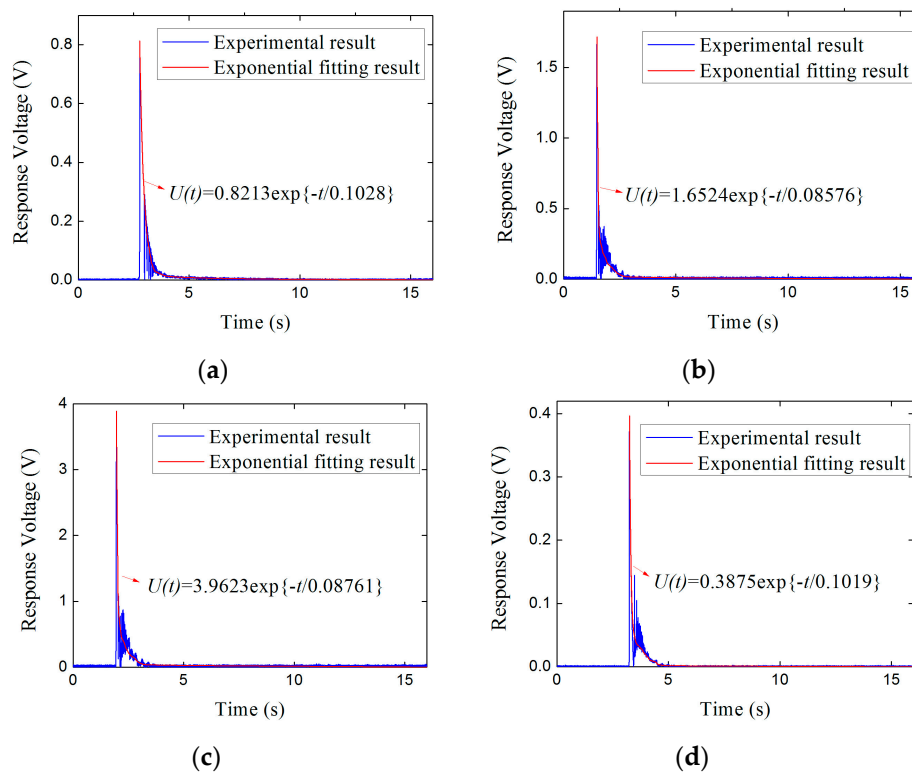 Response Voltage (V)
0.8
0.6
0.4
0.2
0.0
Experimental result
Exponential fitting result
U(t)=0.8213exp{-t/0.1028}
0 5 10 15
Time (s)
(a)
Response Voltage (V)
1.5
1.0
0.5
0.0
Experimental result
Exponential fitting result
U(t)=1.6524exp{-t/0.08576}
0 5 10 15
Time (s)
(b)
Response Voltage (V)
4
3
2
1
0
Experimental result
Exponential fitting result
U(t)=3.9623exp{-t/0.08761}
0 5 10 15
Time (s)
(c)
Response Voltage (V)
0.4
0.3
0.2
0.1
0.0
Experimental result
Exponential fitting result
U(t)=0.3875exp{-t/0.1019}
0 5 10 15
Time (s)
(d)